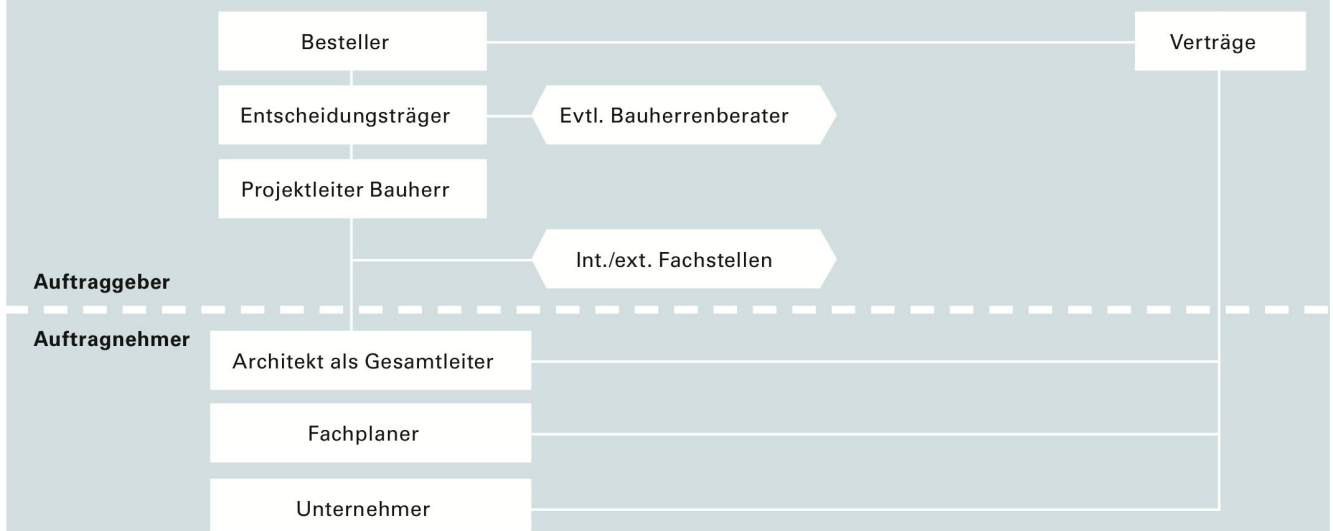 Besteller
Verträge
Entscheidungsträger
Evtl. Bauherrenberater
Projektleiter Bauherr
Int./ext. Fachstellen
Auftraggeber
Auftragnehmer
Architekt als Gesamtleiter
Fachplaner
Unternehmer